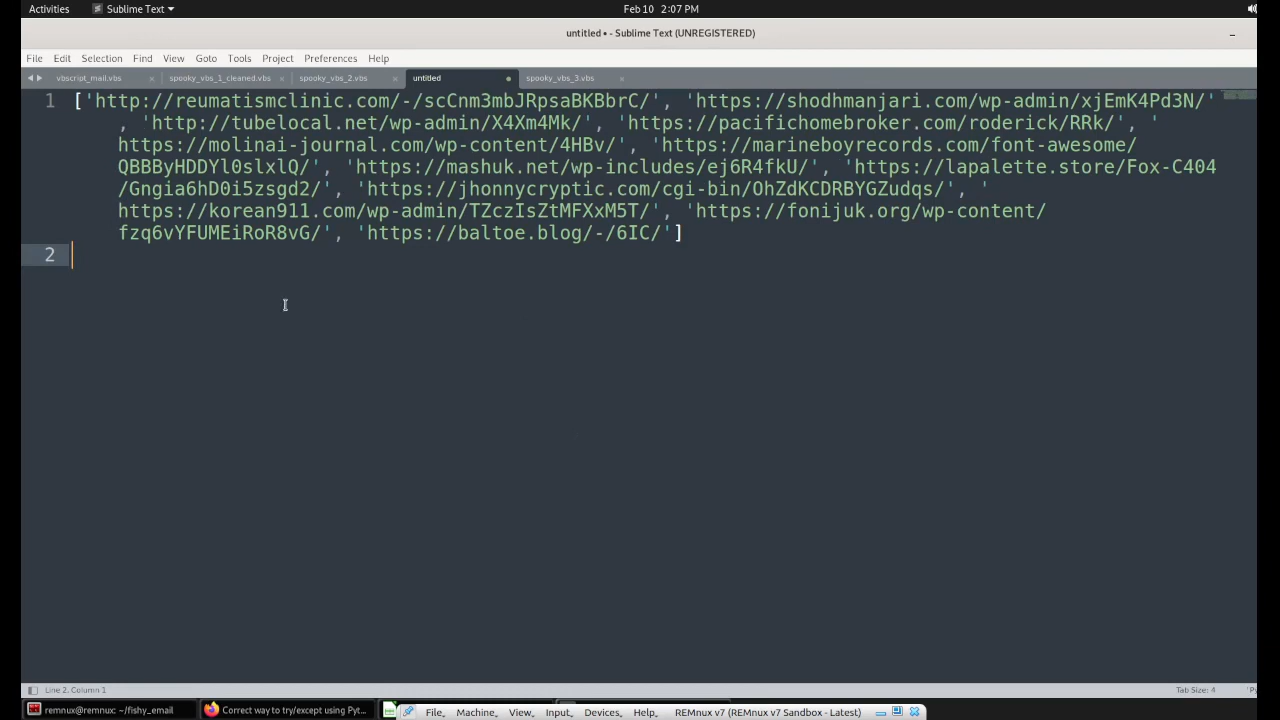 Activities Sublime Text Feb 10 2:07 PM
untitled • - Sublime Text (UNREGISTERED)
File Edit Selection Find View Goto Tools Project Preferences Help
vbscript_mail.vbs spooky_vbs_1_cleaned.vbs spooky_vbs_2.vbs untitled spooky_vbs_3.vbs
1 ['http://reumatismclinic.com/-/scCnm3mbJRpsaBKBbrC/', 'https://shodhmanjari.com/wp-admin/xjEmK4Pd3N/'
, 'http://tubelocal.net/wp-admin/X4Xm4Mk/', 'https://pacifichomebroker.com/roderick/RRk/', '
https://molinai-journal.com/wp-content/4HBv/', 'https://marineboyrecords.com/font-awesome/
QBBByHDDYl0slxlQ/', 'https://mashuk.net/wp-includes/ej6R4fkU/', 'https://lapalette.store/Fox-C404
/Gngia6hD0i5zsgd2/', 'https://jhonnycryptic.com/cgi-bin/OhZdKCDRBYGZudqs/', '
https://korean911.com/wp-admin/TZczIsZtMFXxM5T/', 'https://fonijuk.org/wp-content/
fzq6vYFUMEiRoR8vG/', 'https://baltoe.blog/-/6IC/']
2
Line 2, Column 1 Tab Size: 4 'Py
remnux@remnux: ~/fishy_email Correct way to try/except using Pyt... File Machine View Input Devices Help REMnux v7 (REMnux v7 Sandbox - Latest)